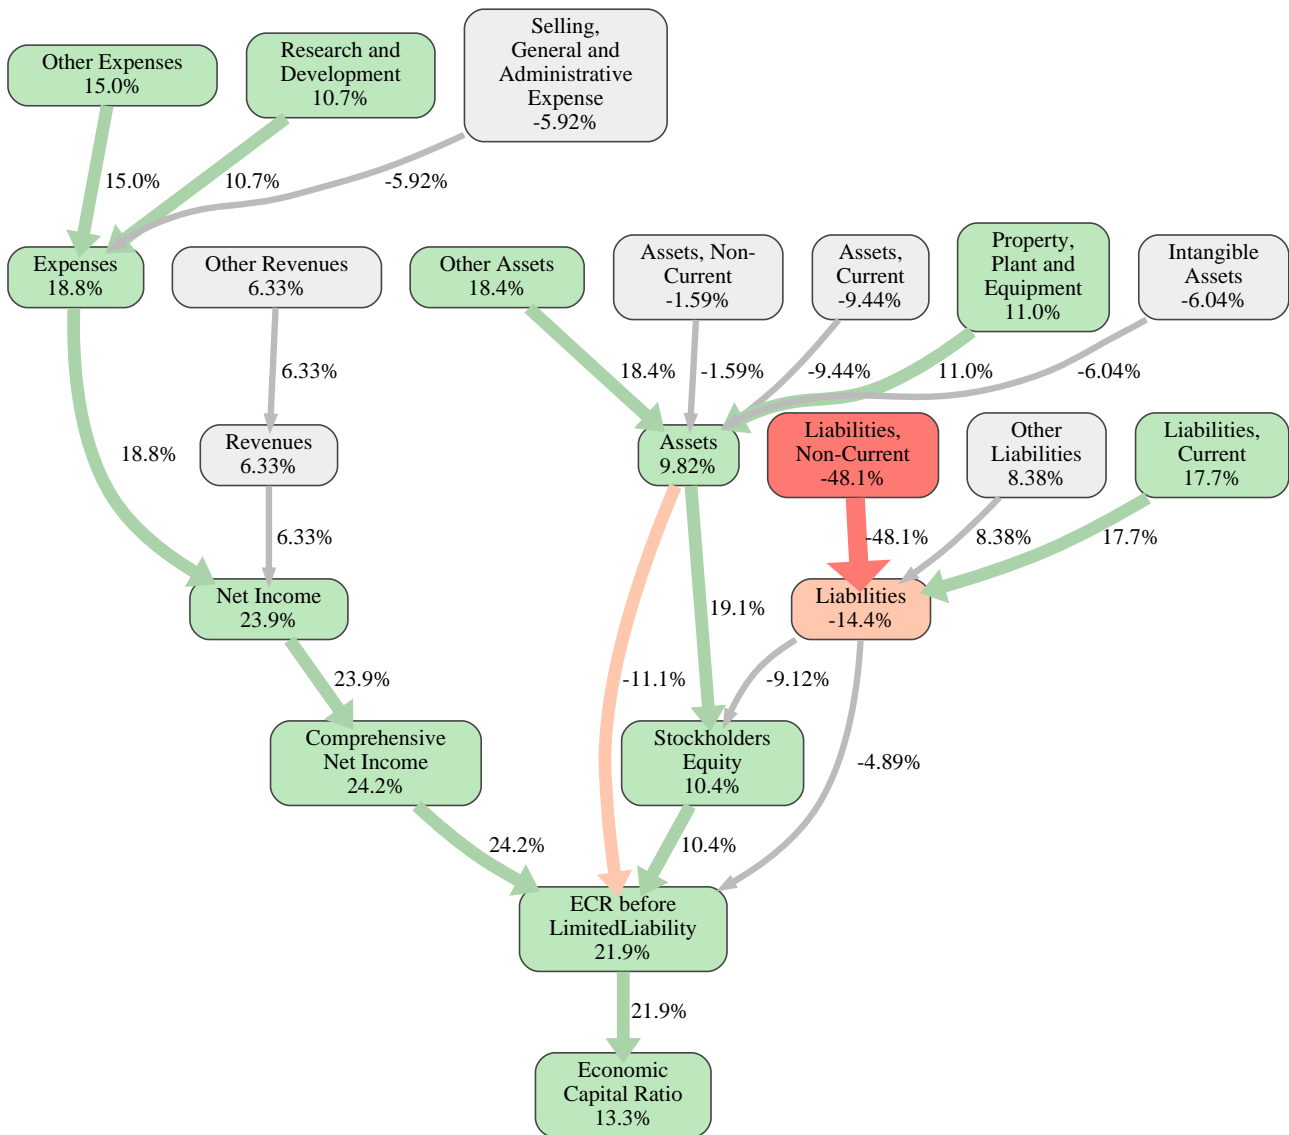 Other Expenses
15.0%
Research and
Development
10.7%
Selling,
General and
Administrative
Expense
-5.92%
15.0%
10.7%
-5.92%
Expenses
18.8%
Other Revenues
6.33%
Other Assets
18.4%
Assets, Non-
Current
-1.59%
Assets,
Current
-9.44%
Property,
Plant and
Equipment
11.0%
Intangible
Assets
-6.04%
6.33%
18.4%
-1.59%
-9.44%
11.0%
-6.04%
18.8%
Revenues
6.33%
Assets
9.82%
Liabilities,
Non-Current
-48.1%
Other
Liabilities
8.38%
Liabilities,
Current
17.7%
6.33%
-48.1%
8.38%
17.7%
Net Income
23.9%
19.1%
Liabilities
-14.4%
23.9%
-11.1%
-9.12%
Comprehensive
Net Income
24.2%
Stockholders
Equity
10.4%
-4.89%
24.2%
10.4%
ECR before
LimitedLiability
21.9%
21.9%
Economic
Capital Ratio
13.3%